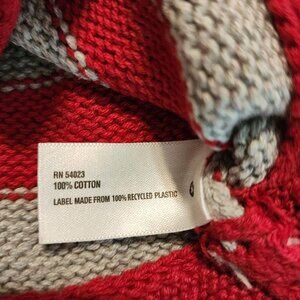 RN 54023
100% COTTON
LABEL MADE FROM 100% RECYCLED PLASTIC